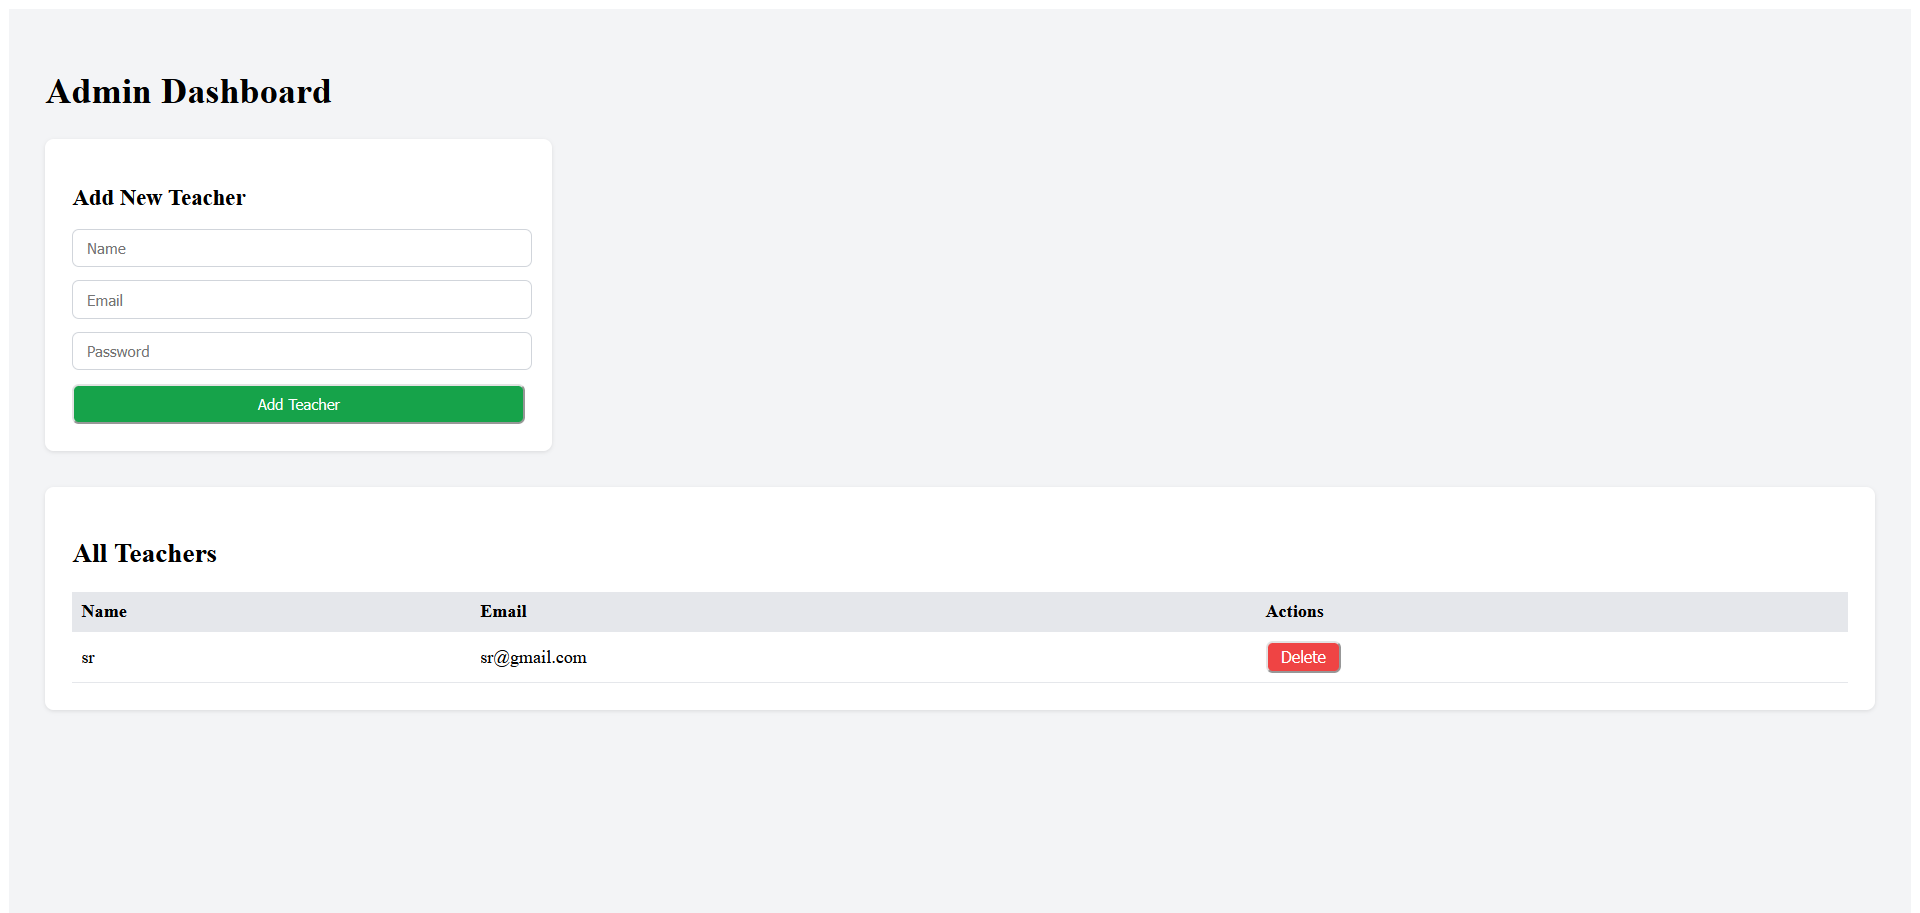 Admin Dashboard
Add New Teacher
Name
Email
Password
Add Teacher
All Teachers
Name Email Actions
sr sr@gmail.com Delete